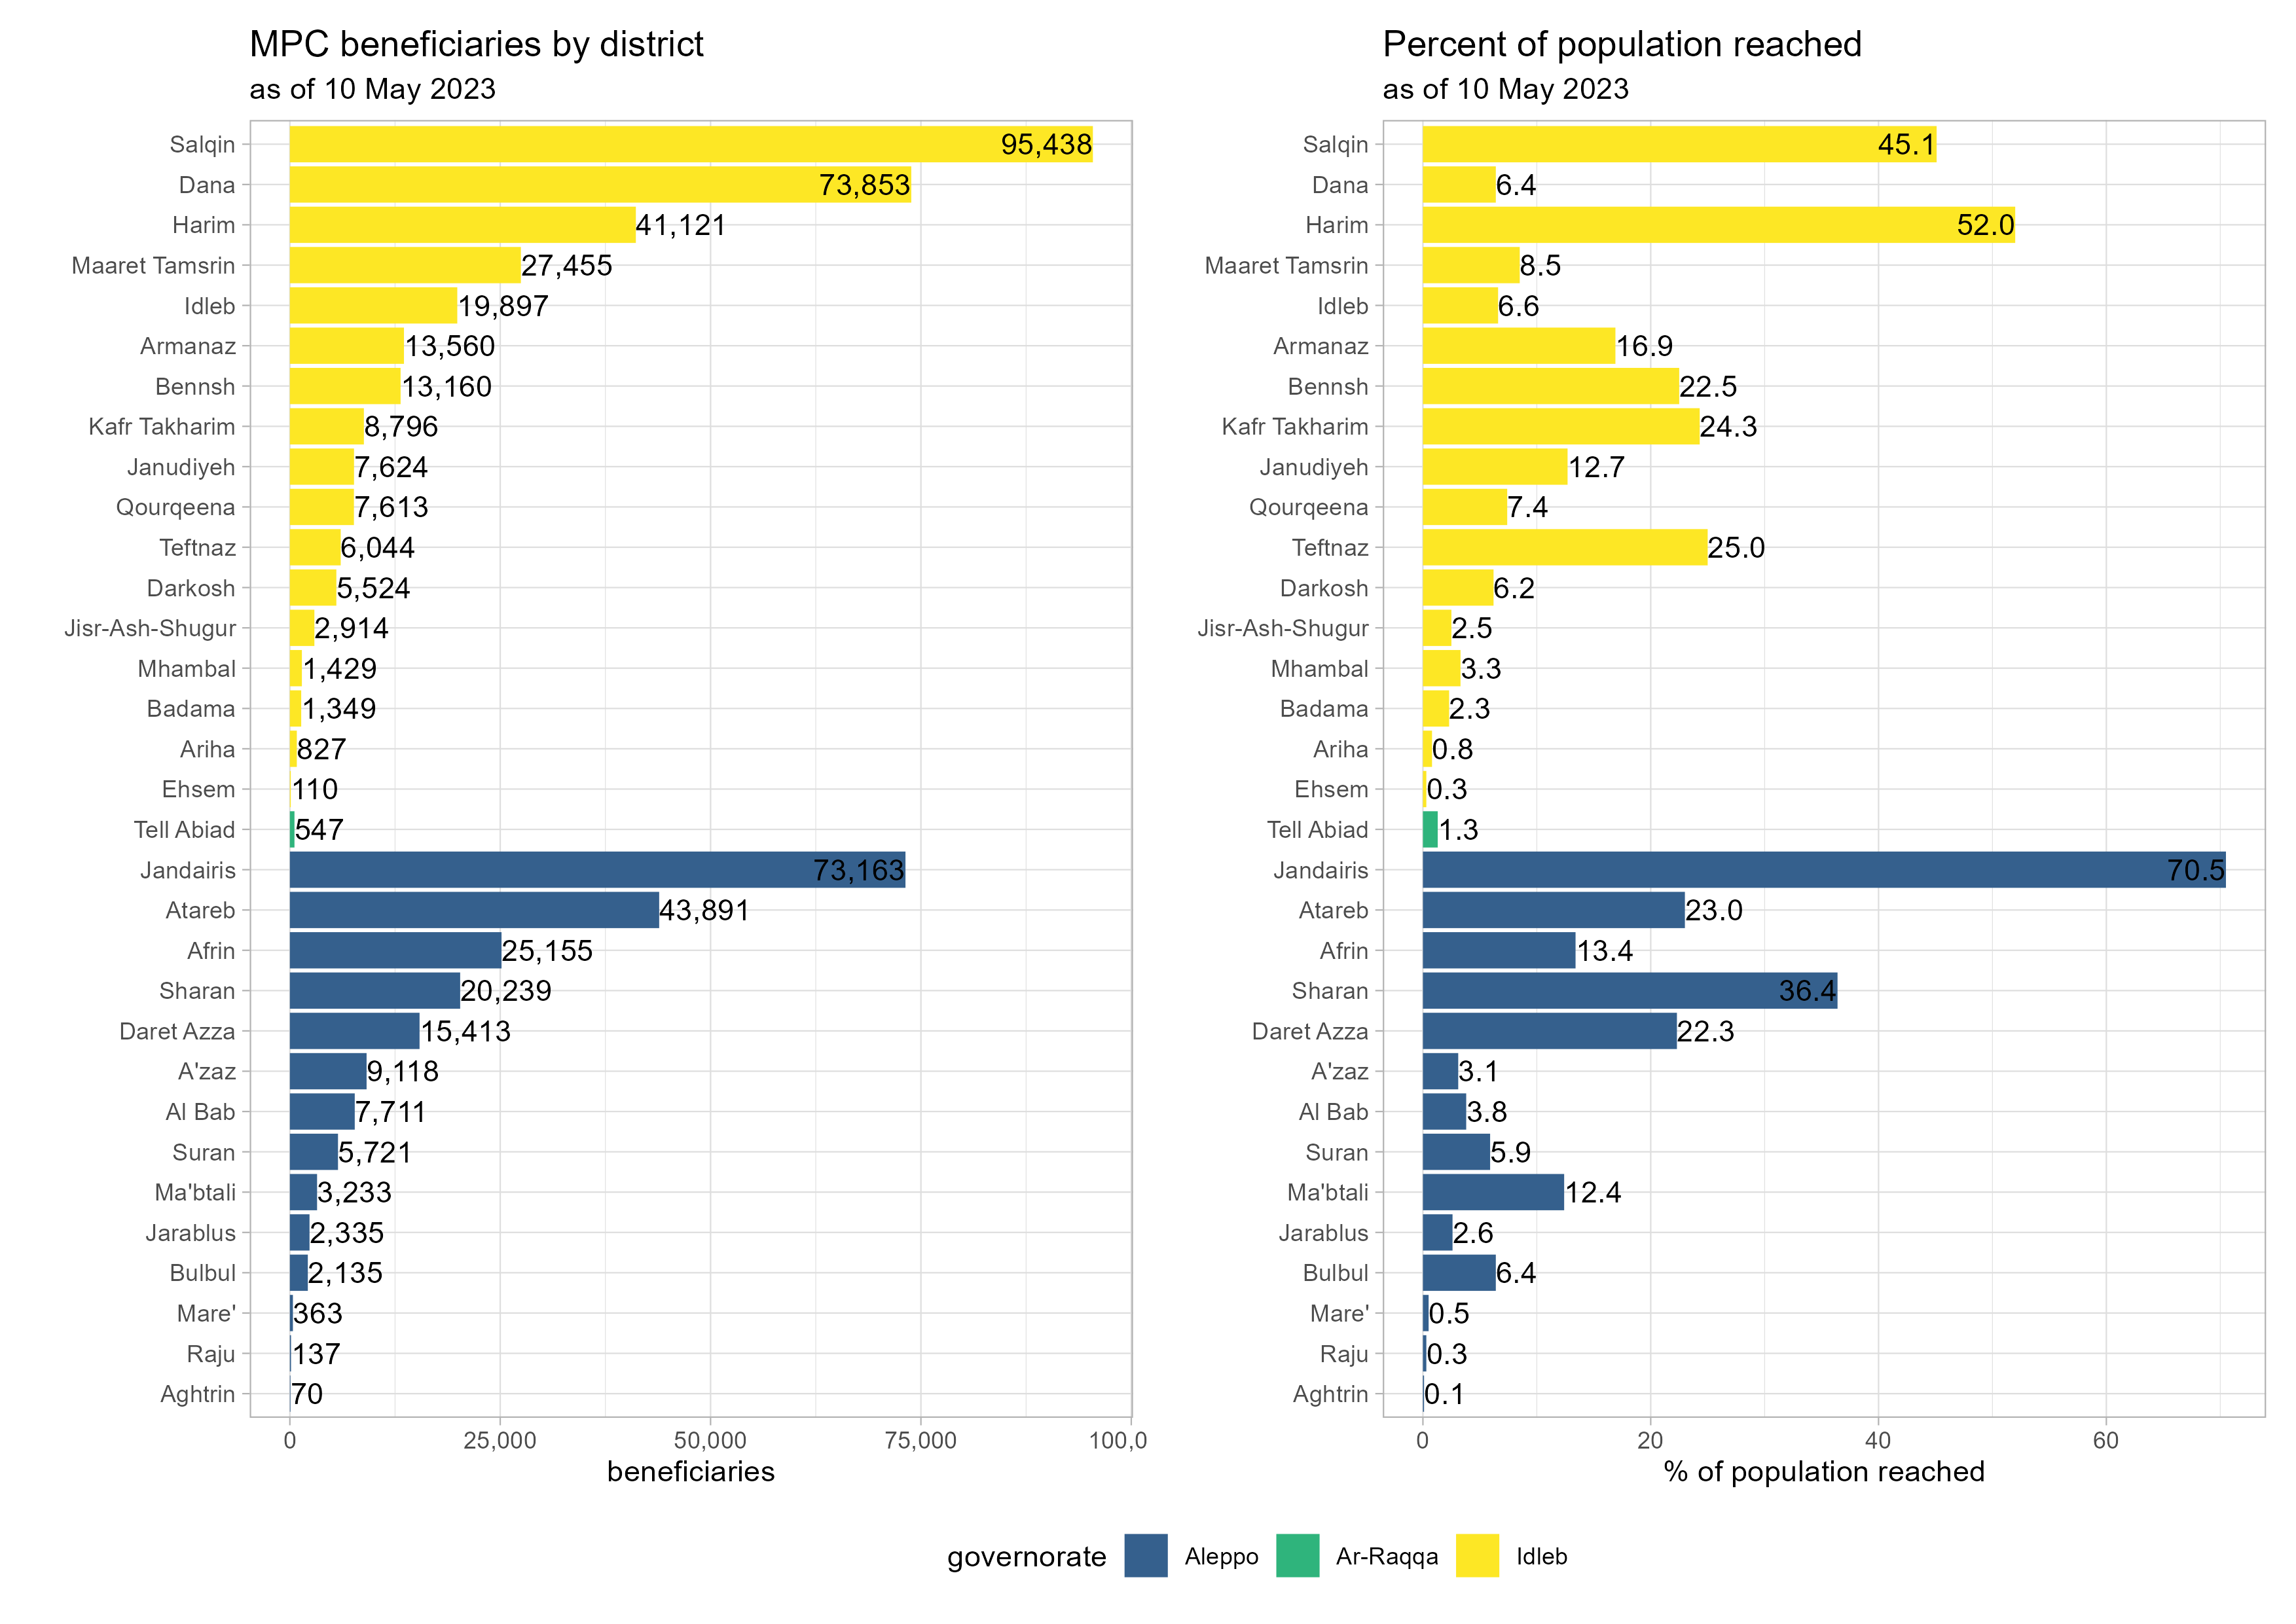 MPC beneficiaries by district
as of 10 May 2023
Salqin 95,438
Dana 73,853
Harim 41,121
Maaret Tamsrin 27,455
Idleb 19,897
Armanaz 13,560
Bennsh 13,160
Kafr Takharim 8,796
Janudiyeh 7,624
Qourqeena 7,613
Teftnaz 6,044
Darkosh 5,524
Jisr-Ash-Shugur 2,914
Mhambal 1,429
Badama 1,349
Ariha 827
Ehsem 110
Tell Abiad 547
Jandairis 73,163
Atareb 43,891
Afrin 25,155
Sharan 20,239
Daret Azza 15,413
A'zaz 9,118
Al Bab 7,711
Suran 5,721
Ma'btali 3,233
Jarablus 2,335
Bulbul 2,135
Mare' 363
Raju 137
Aghtrin 70
0 25,000 50,000 75,000 100,0
beneficiaries
Percent of population reached
as of 10 May 2023
Salqin 45.1
Dana 6.4
Harim 52.0
Maaret Tamsrin 8.5
Idleb 6.6
Armanaz 16.9
Bennsh 22.5
Kafr Takharim 24.3
Janudiyeh 12.7
Qourqeena 7.4
Teftnaz 25.0
Darkosh 6.2
Jisr-Ash-Shugur 2.5
Mhambal 3.3
Badama 2.3
Ariha 0.8
Ehsem 0.3
Tell Abiad 1.3
Jandairis 70.5
Atareb 23.0
Afrin 13.4
Sharan 36.4
Daret Azza 22.3
A'zaz 3.1
Al Bab 3.8
Suran 5.9
Ma'btali 12.4
Jarablus 2.6
Bulbul 6.4
Mare' 0.5
Raju 0.3
Aghtrin 0.1
0 20 40 60
% of population reached
governorate Aleppo Ar-Raqqa Idleb